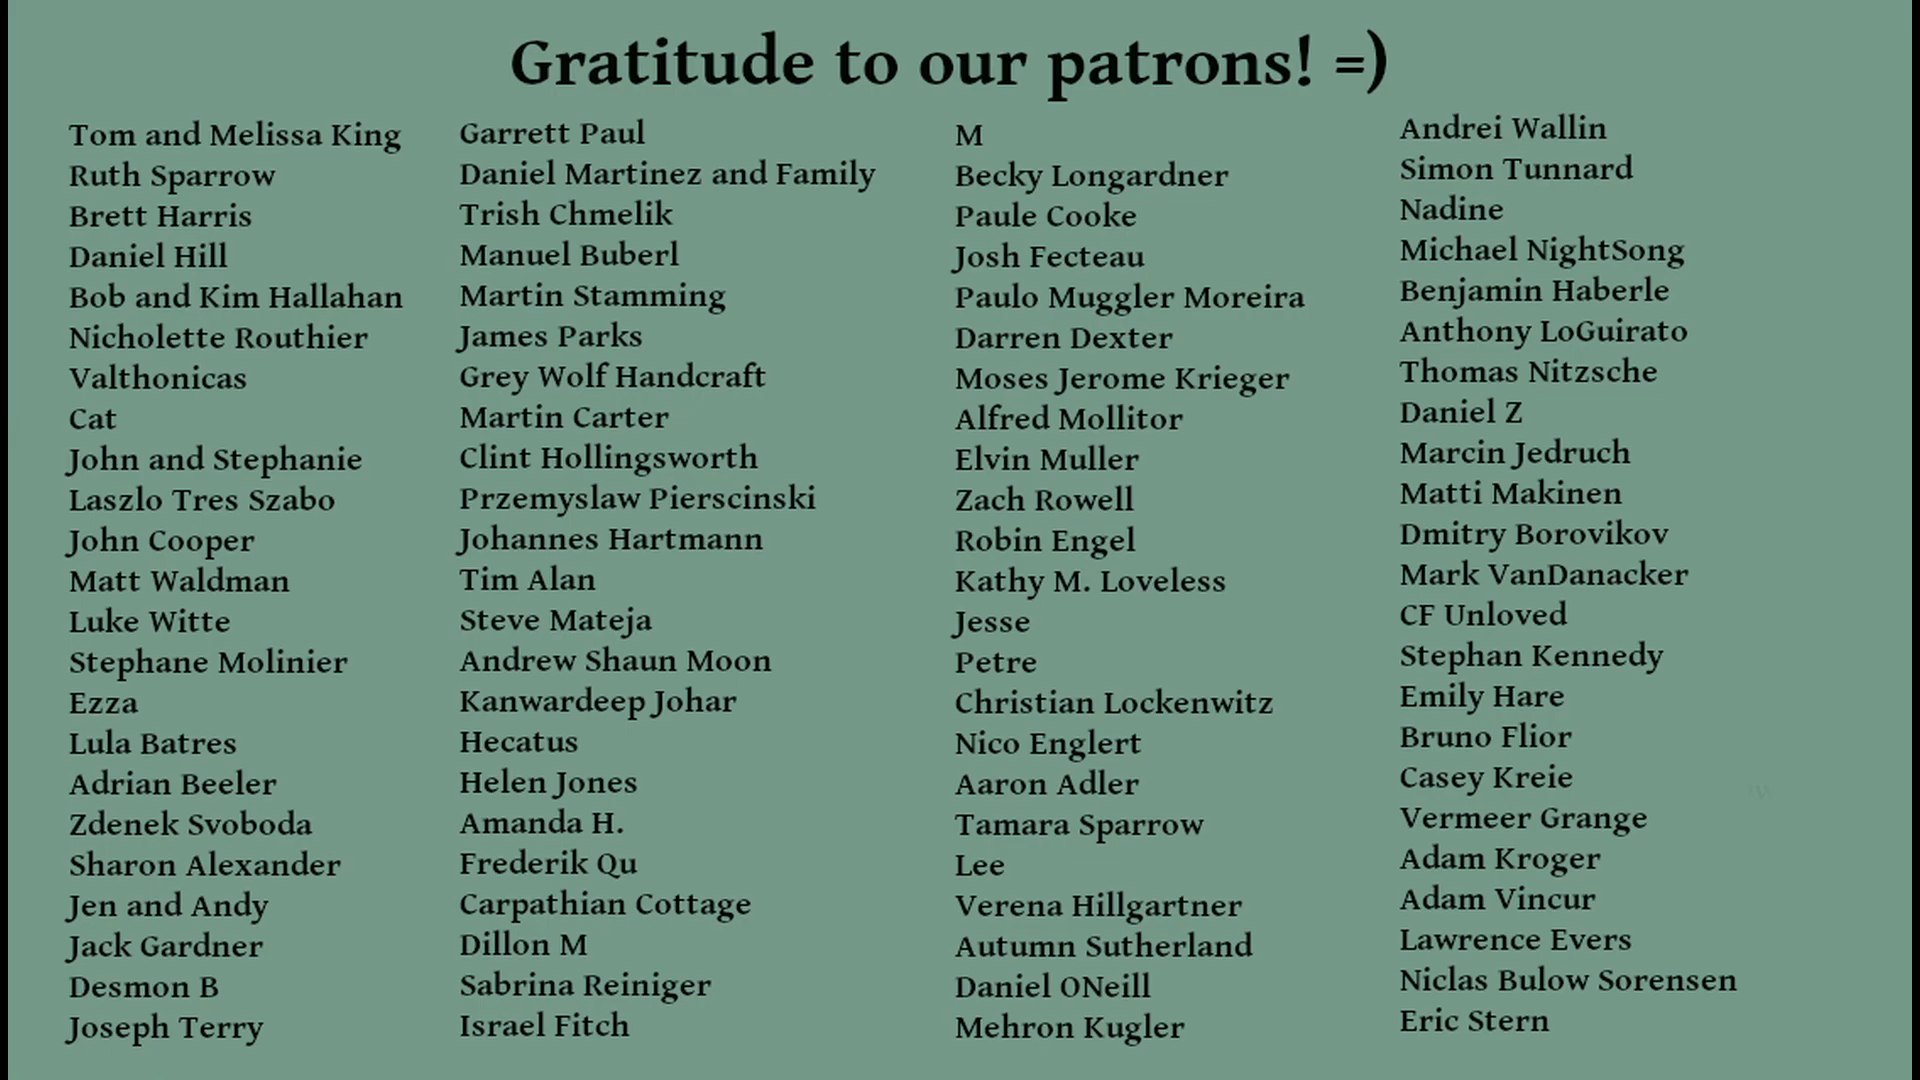 Gratitude to our patrons! =)
Tom and Melissa King
Ruth Sparrow
Brett Harris
Daniel Hill
Bob and Kim Hallahan
Nicholette Routhier
Valthonicas
Cat
John and Stephanie
Laszlo Tres Szabo
John Cooper
Matt Waldman
Luke Witte
Stephane Molinier
Ezza
Lula Batres
Adrian Beeler
Zdenek Svoboda
Sharon Alexander
Jen and Andy
Jack Gardner
Desmon B
Joseph Terry
Garrett Paul
Daniel Martinez and Family
Trish Chmelik
Manuel Buberl
Martin Stamming
James Parks
Grey Wolf Handcraft
Martin Carter
Clint Hollingsworth
Przemyslaw Pierscinski
Johannes Hartmann
Tim Alan
Steve Mateja
Andrew Shaun Moon
Kanwardeep Johar
Hecatus
Helen Jones
Amanda H.
Frederik Qu
Carpathian Cottage
Dillon M
Sabrina Reiniger
Israel Fitch
M
Becky Longardner
Paule Cooke
Josh Fecteau
Paulo Muggler Moreira
Darren Dexter
Moses Jerome Krieger
Alfred Mollitor
Elvin Muller
Zach Rowell
Robin Engel
Kathy M. Loveless
Jesse
Petre
Christian Lockenwitz
Nico Englert
Aaron Adler
Tamara Sparrow
Lee
Verena Hillgartner
Autumn Sutherland
Daniel ONeill
Mehron Kugler
Andrei Wallin
Simon Tunnard
Nadine
Michael NightSong
Benjamin Haberle
Anthony LoGuirato
Thomas Nitzsche
Daniel Z
Marcin Jedruch
Matti Makinen
Dmitry Borovikov
Mark VanDanacker
CF Unloved
Stephan Kennedy
Emily Hare
Bruno Flior
Casey Kreie
Vermeer Grange
Adam Kroger
Adam Vincur
Lawrence Evers
Niclas Bulow Sorensen
Eric Stern